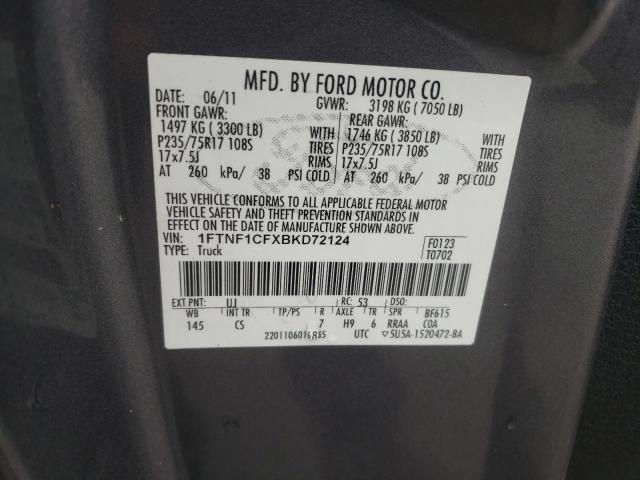 MFD. BY FORD MOTOR CO.
DATE: 06/11 GVWR: 3198 KG ( 7050 LB)
FRONT GAWR: REAR GAWR:
1497 KG ( 3300 LB) WITH 1746 KG ( 3850 LB) WITH
P235/75R17 108S TIRES P235/75R17 108S TIRES
17x7.5J RIMS 17x7.5J RIMS
AT 260 kPa/ 38 PSI COLD AT 260 kPa/ 38 PSI COLD
THIS VEHICLE CONFORMS TO ALL APPLICABLE FEDERAL MOTOR
VEHICLE SAFETY AND THEFT PREVENTION STANDARDS IN
EFFECT ON THE DATE OF MANUFACTURE SHOWN ABOVE.
VIN: 1FTNF1CFXBKD72124 F0123
TYPE: Truck T0702
EXT PNT: UJ RC: 53 DSO:
WB INT TR TP/PS R AXLE TR SPR BF615
145 CS 7 H9 6 RRAA CDA
UTC 5U5A-1520472-BA